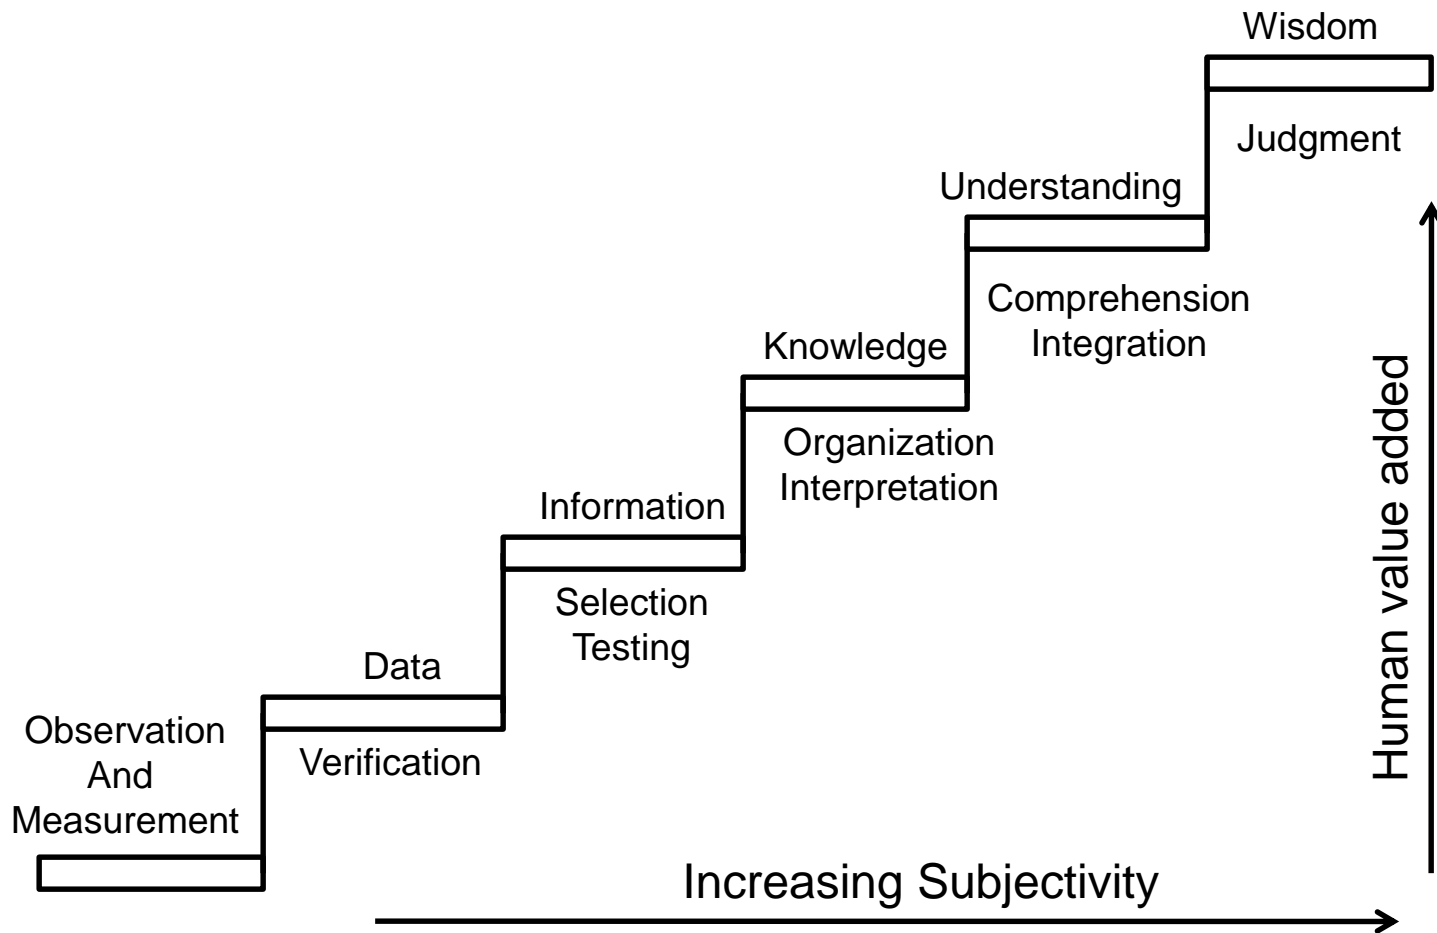 Wisdom
Judgment
Understanding
Comprehension
Integration
Knowledge
Organization
Interpretation
Information
Selection
Testing
Data
Verification
Observation
And
Measurement
Human value added
Increasing Subjectivity